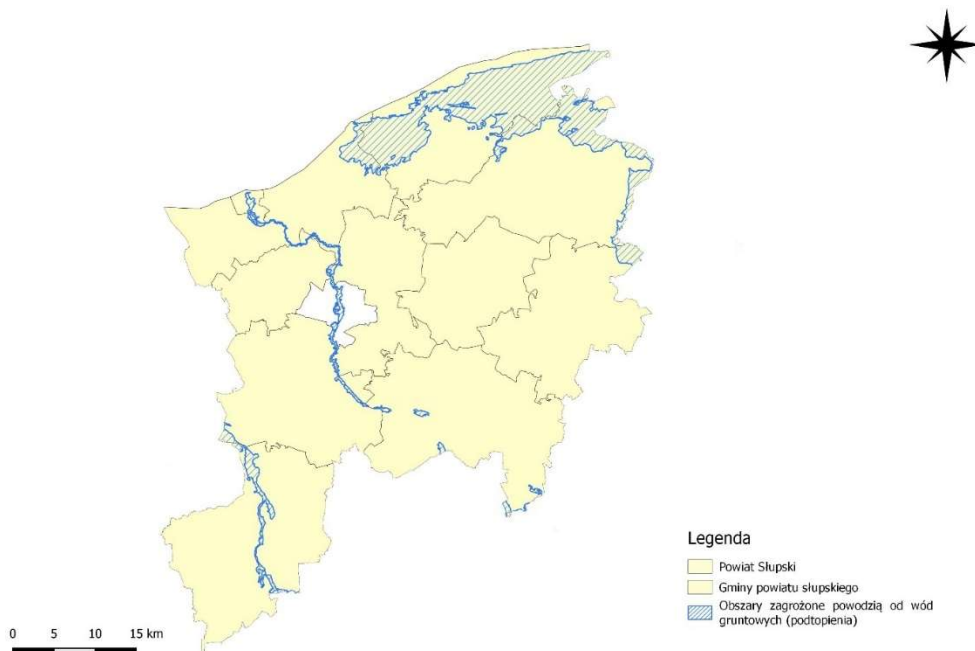 Legenda
Powiat Słupski
Gminy powiatu słupskiego
Obszary zagrożone powodzią od wód
gruntowych (podtopienia)
0 5 10 15 km